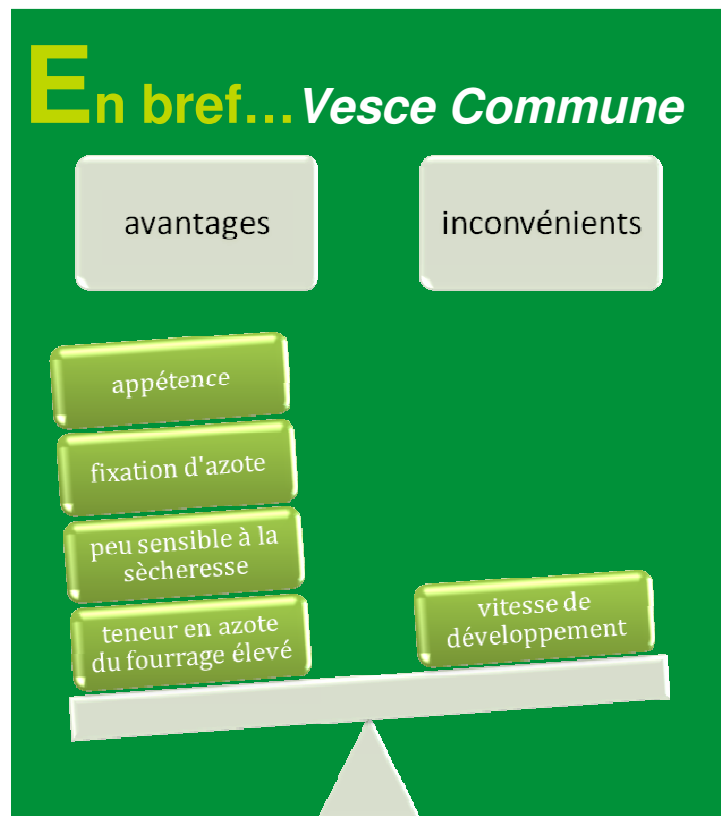 En bref...Vesce Commune
avantages
inconvénients
appétence
fixation d'azote
peu sensible à la
sècheresse
teneur en azote
du fourrage élevé
vitesse de
développement